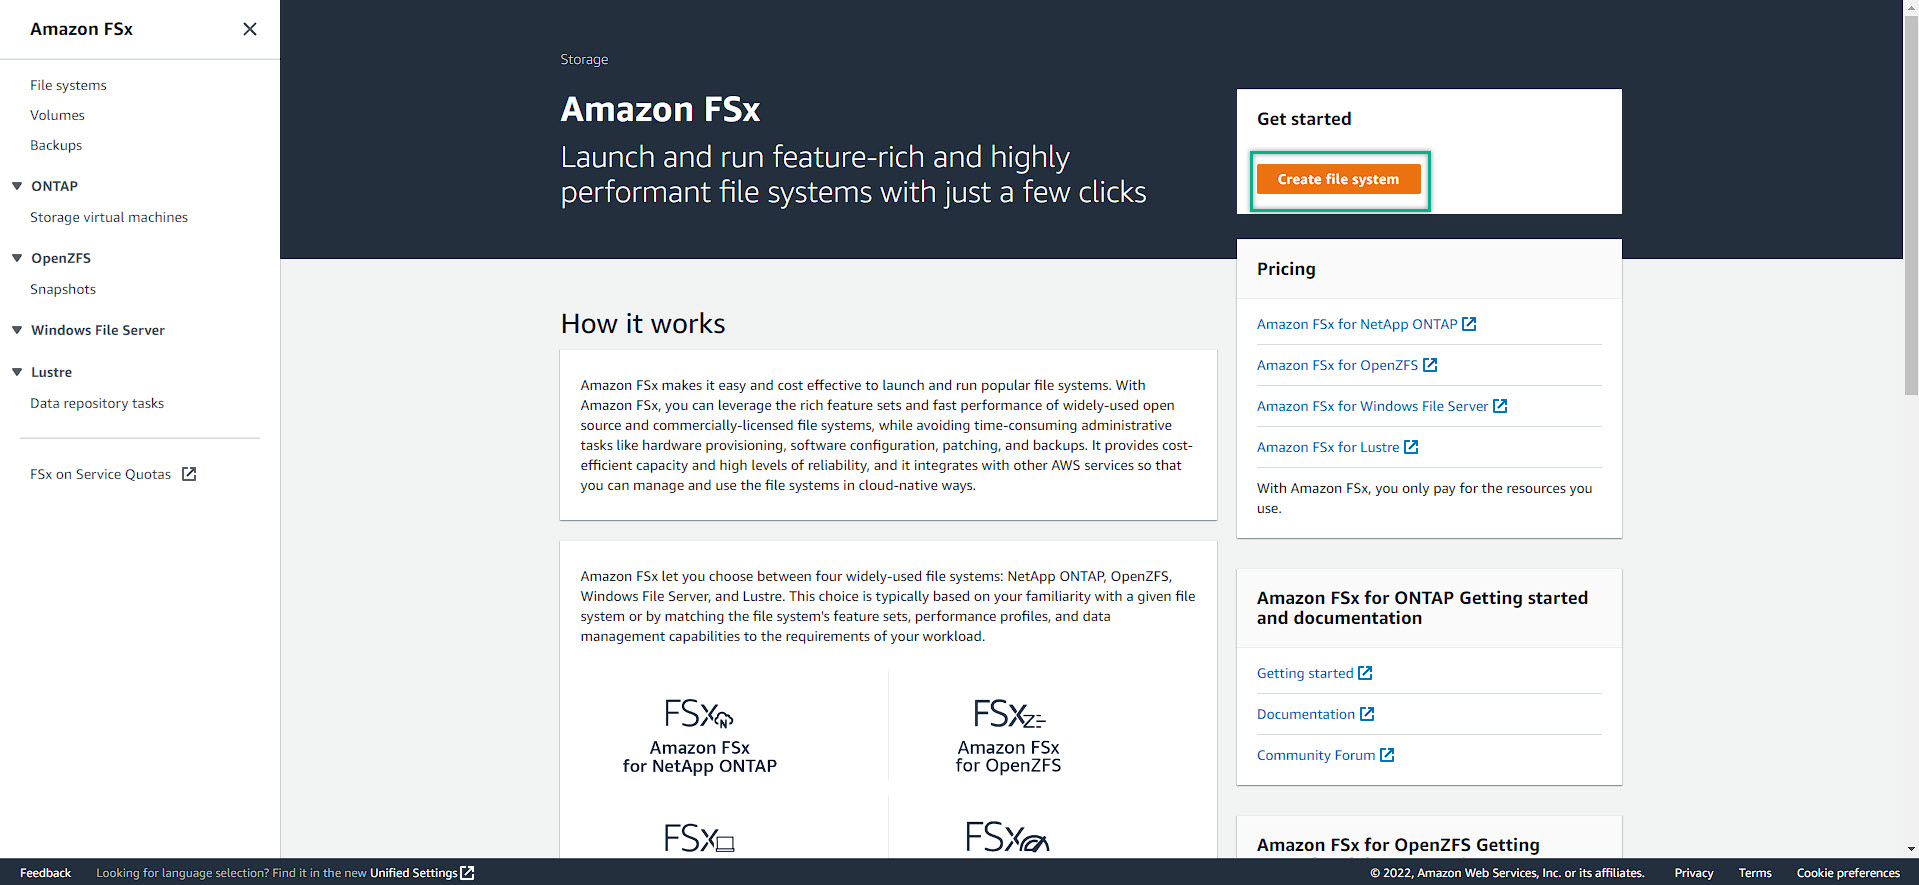 Amazon FSx
File systems
Volumes
Backups
ONTAP
Storage virtual machines
OpenZFS
Snapshots
Windows File Server
Lustre
Data repository tasks
FSx on Service Quotas
Storage
Amazon FSx
Launch and run feature-rich and highly
performant file systems with just a few clicks
Get started
Create file system
Pricing
Amazon FSx for NetApp ONTAP
Amazon FSx for OpenZFS
Amazon FSx for Windows File Server
Amazon FSx for Lustre
With Amazon FSx, you only pay for the resources you
use.
How it works
Amazon FSx makes it easy and cost effective to launch and run popular file systems. With
Amazon FSx, you can leverage the rich feature sets and fast performance of widely-used open
source and commercially-licensed file systems, while avoiding time-consuming administrative
tasks like hardware provisioning, software configuration, patching, and backups. It provides cost-
efficient capacity and high levels of reliability, and it integrates with other AWS services so that
you can manage and use the file systems in cloud-native ways.
Amazon FSx let you choose between four widely-used file systems: NetApp ONTAP, OpenZFS,
Windows File Server, and Lustre. This choice is typically based on your familiarity with a given file
system or by matching the file system's feature sets, performance profiles, and data
management capabilities to the requirements of your workload.
FSx N
Amazon FSx
for NetApp ONTAP
FSx Z
Amazon FSx
for OpenZFS
FSx
FSx
Amazon FSx for ONTAP Getting started
and documentation
Getting started
Documentation
Community Forum
Amazon FSx for OpenZFS Getting
Feedback
Looking for language selection? Find it in the new Unified Settings
© 2022, Amazon Web Services, Inc. or its affiliates.
Privacy
Terms
Cookie preferences